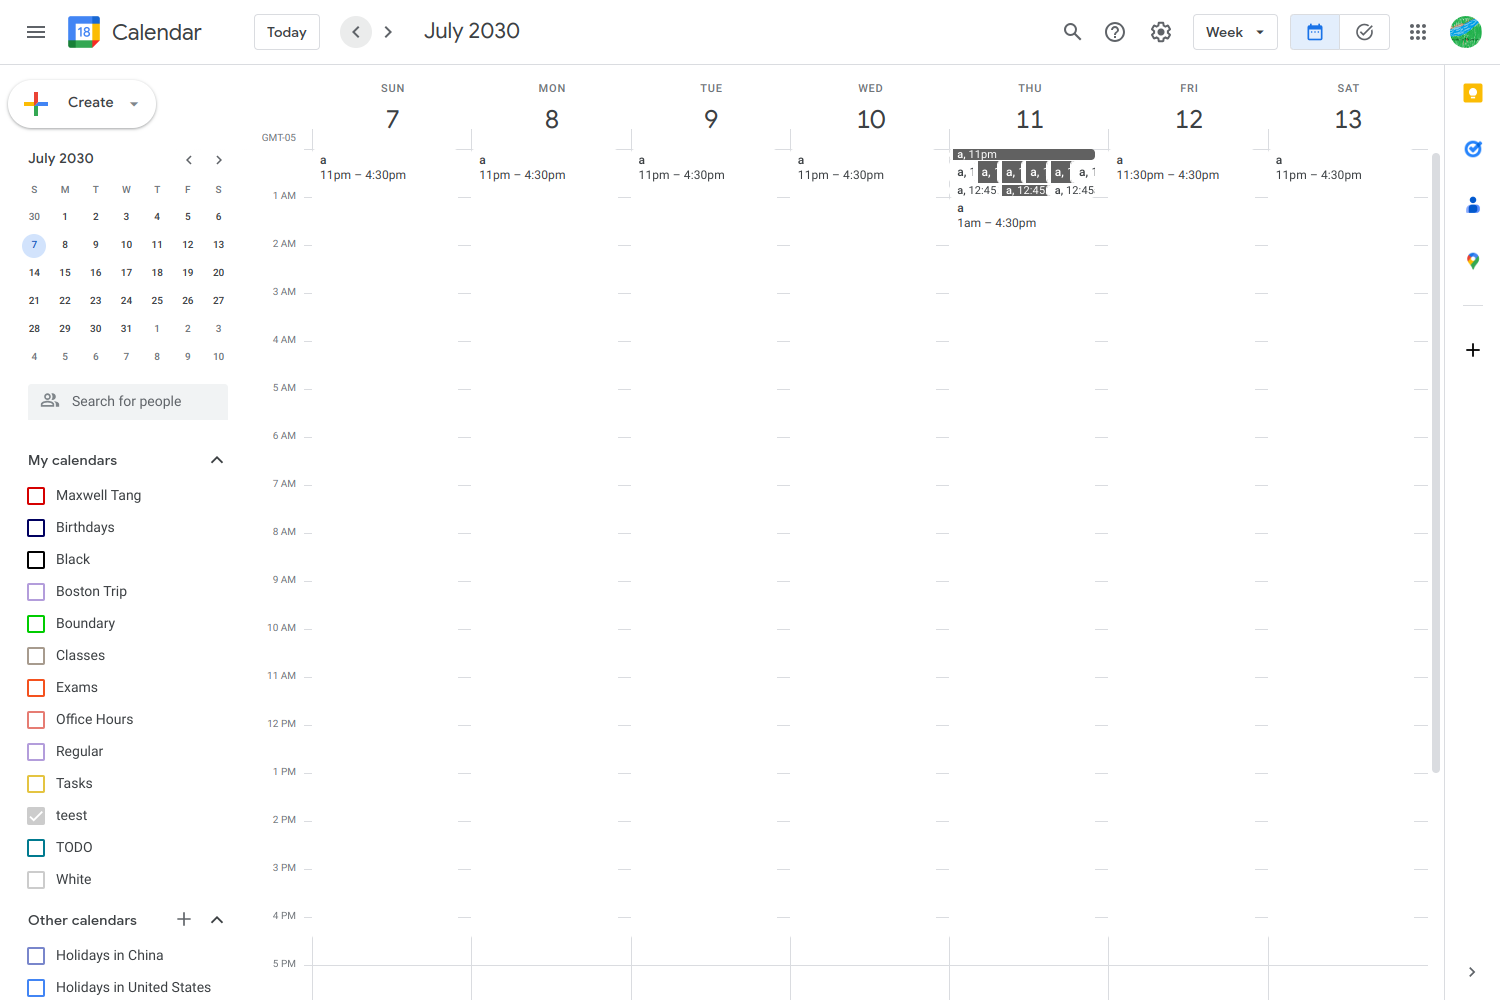 18 Calendar
Today
July 2030
Week
Create
July 2030
S M T W T F S
30 1 2 3 4 5 6
7 8 9 10 11 12 13
14 15 16 17 18 19 20
21 22 23 24 25 26 27
28 29 30 31 1 2 3
4 5 6 7 8 9 10
Search for people
My calendars
Maxwell Tang
Birthdays
Black
Boston Trip
Boundary
Classes
Exams
Office Hours
Regular
Tasks
teest
TODO
White
Other calendars
Holidays in China
Holidays in United States
SUN MON TUE WED THU FRI SAT
7 8 9 10 11 12 13
GMT-05
a
11pm – 4:30pm
a
11pm – 4:30pm
a
11pm – 4:30pm
a
11pm – 4:30pm
a, 11pm
a, a, a, a, a, a,
a, 12:45 a, 12:45 a, 12:45
a
1am – 4:30pm
a
11:30pm – 4:30pm
a
11pm – 4:30pm
1 AM
2 AM
3 AM
4 AM
5 AM
6 AM
7 AM
8 AM
9 AM
10 AM
11 AM
12 PM
1 PM
2 PM
3 PM
4 PM
5 PM